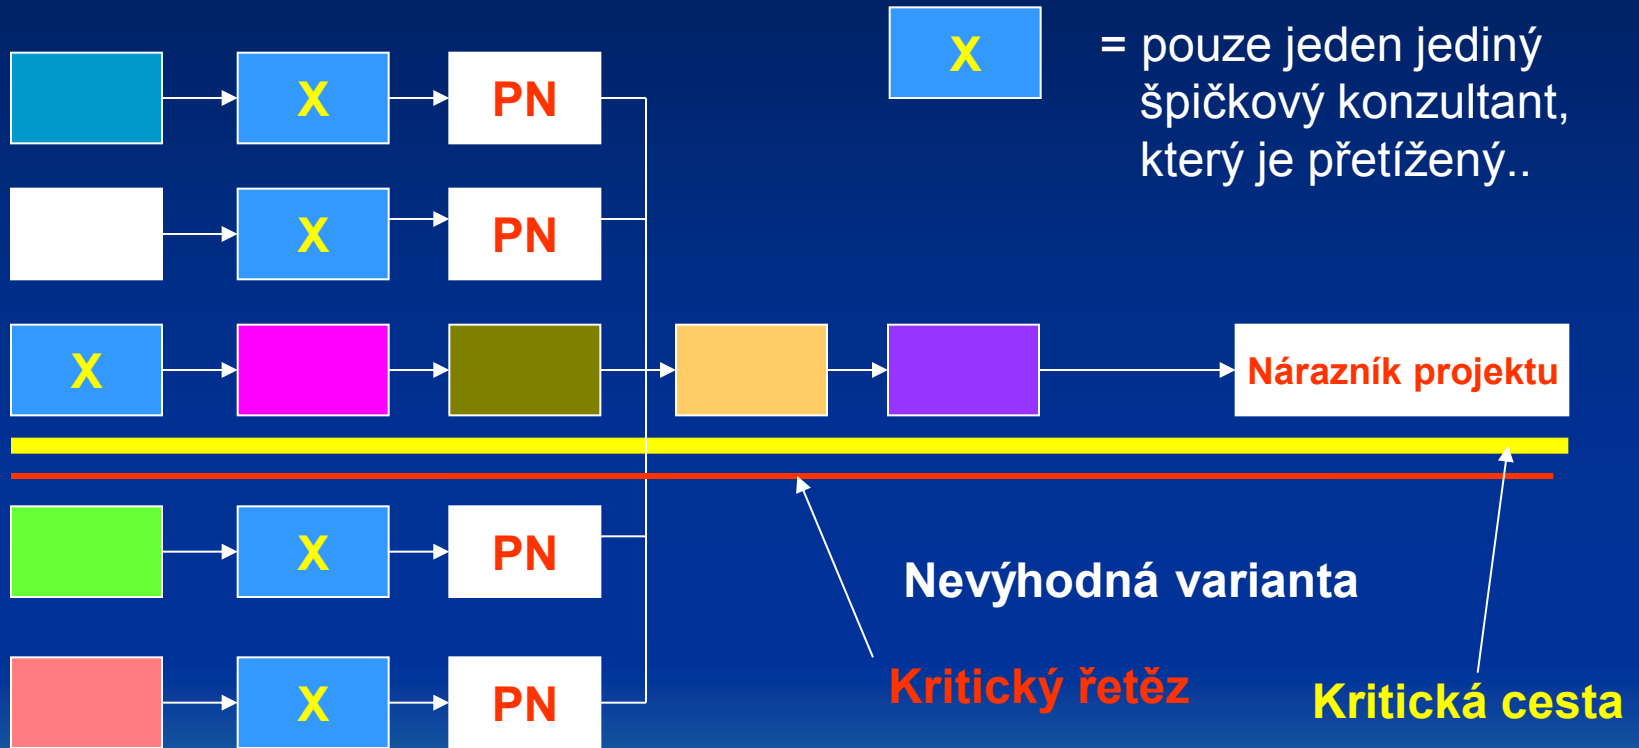 X
= pouze jeden jediný
špičkový konzultant,
který je přetížený..
X PN
X PN
X Nárazník projektu
X PN
Nevýhodná varianta
X PN
Kritický řetěz
Kritická cesta